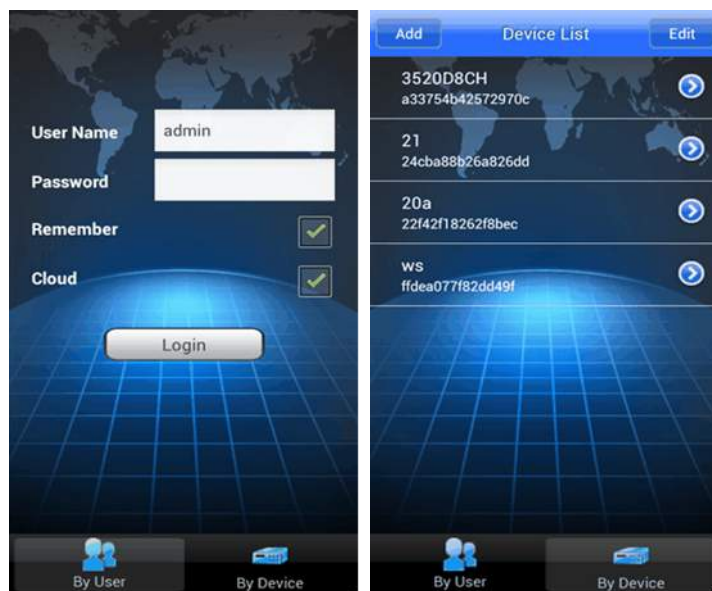 User Name
admin
Password
Remember
Cloud
Login
By User
By Device
Add
Device List
Edit
3520D8CH
a33754b42572970c
21
24cba88b26a826dd
20a
22f42f18262f8bec
ws
ffdea077f82dd49f
By User
By Device